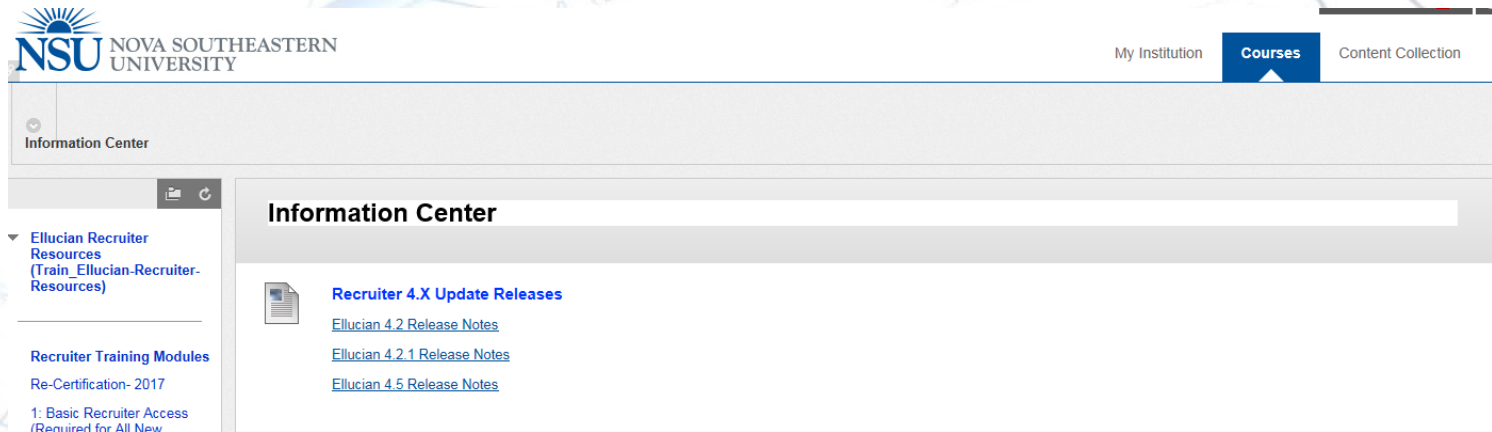 NSU NOVA SOUTHEASTERN
UNIVERSITY
My Institution
Courses
Content Collection
Information Center
Information Center
Ellucian Recruiter
Resources
(Train_Ellucian-Recruiter-
Resources)
Recruiter Training Modules
Re-Certification- 2017
1: Basic Recruiter Access
(Required for All New
Recruiter 4.X Update Releases
Ellucian 4.2 Release Notes
Ellucian 4.2.1 Release Notes
Ellucian 4.5 Release Notes